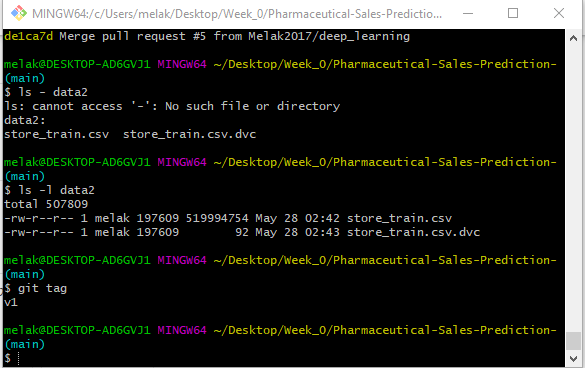 MINGW64:/c/Users/melak/Desktop/Week_0/Pharmaceutical-Sales-Predictio...
de1ca7d Merge pull request #5 from Melak2017/deep_learning
melak@DESKTOP-AD6GVJ1 MINGW64 ~/Desktop/Week_0/Pharmaceutical-Sales-Prediction-
(main)
$ ls - data2
ls: cannot access '-': No such file or directory
data2:
store_train.csv  store_train.csv.dvc
melak@DESKTOP-AD6GVJ1 MINGW64 ~/Desktop/Week_0/Pharmaceutical-Sales-Prediction-
(main)
$ ls -l data2
total 507809
-rw-r--r-- 1 melak 197609 519994754 May 28 02:42 store_train.csv
-rw-r--r-- 1 melak 197609        92 May 28 02:43 store_train.csv.dvc
melak@DESKTOP-AD6GVJ1 MINGW64 ~/Desktop/Week_0/Pharmaceutical-Sales-Prediction-
(main)
$ git tag
v1
melak@DESKTOP-AD6GVJ1 MINGW64 ~/Desktop/Week_0/Pharmaceutical-Sales-Prediction-
(main)
$